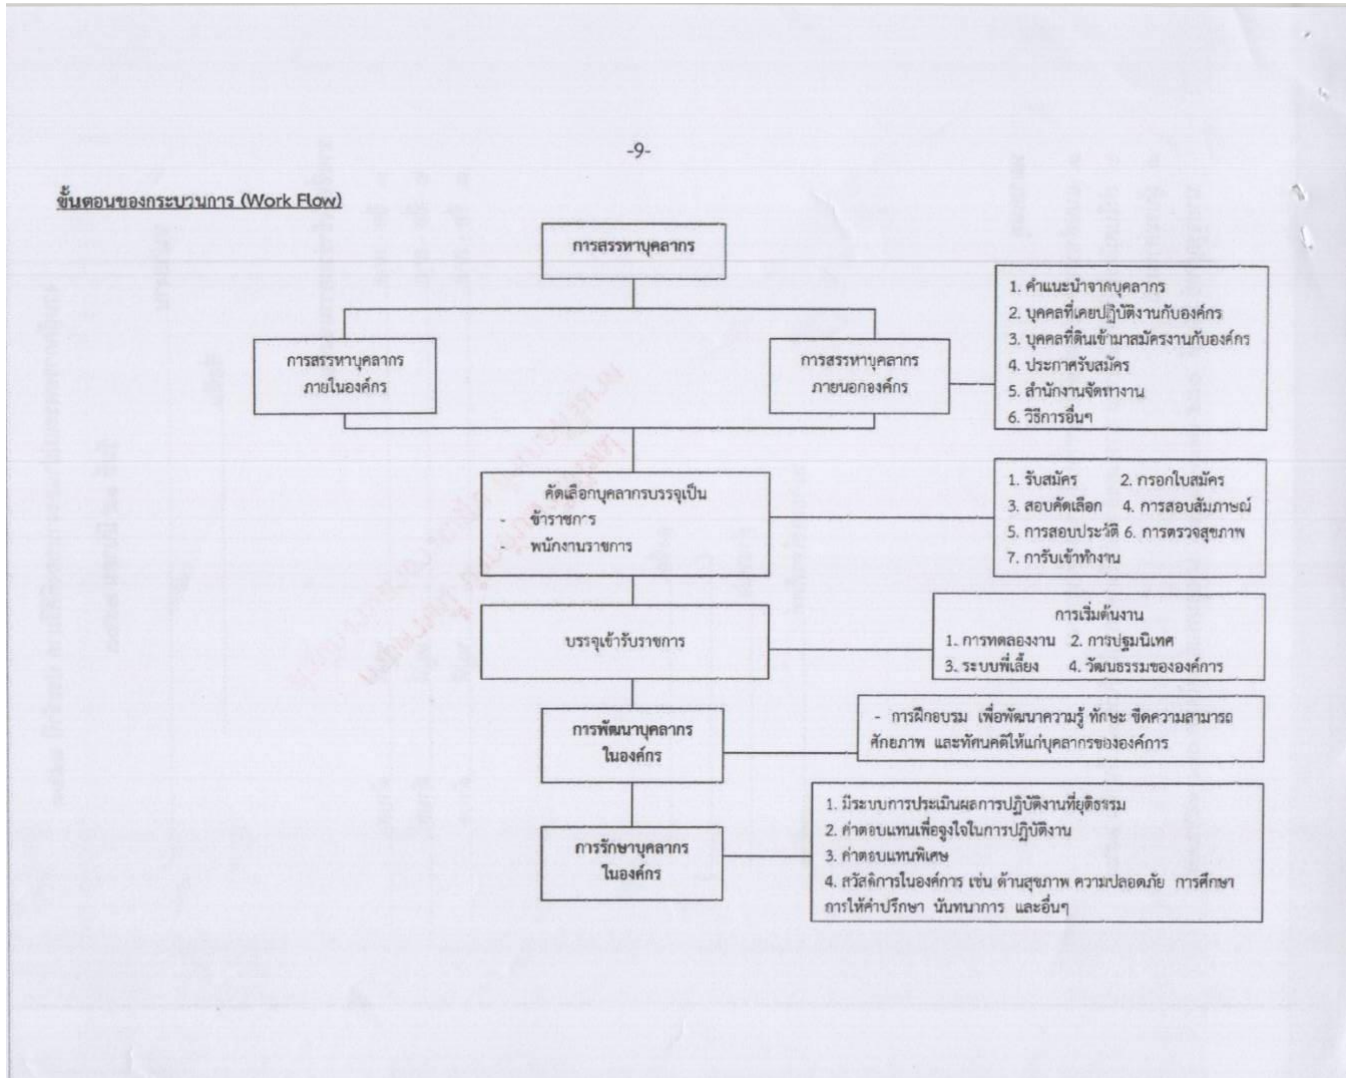 -9-
ขั้นตอนของกระบวนการ (Work Flow)
การสรรหาบุคลากร
การสรรหาบุคลากร
ภายในองค์กร
การสรรหาบุคลากร
ภายนอกองค์กร
1. คำแนะนำจากบุคลากร
2. บุคคลที่เคยปฏิบัติงานกับองค์กร
3. บุคคลที่เดินเข้ามาสมัครงานกับองค์กร
4. ประกาศรับสมัคร
5. สำนักงานจัดหางาน
6. วิธีการอื่นๆ
คัดเลือกบุคลากรบรรจุเป็น
- ข้าราชการ
- พนักงานราชการ
1. รับสมัคร 2. กรอกใบสมัคร
3. สอบคัดเลือก 4. การสอบสัมภาษณ์
5. การสอบประวัติ 6. การตรวจสุขภาพ
7. การับเข้าทำงาน
บรรจุเข้ารับราชการ
การเริ่มต้นงาน
1. การทดลองงาน 2. การปฐมนิเทศ
3. ระบบพี่เลี้ยง 4. วัฒนธรรมขององค์การ
การพัฒนาบุคลากร
ในองค์กร
- การฝึกอบรม เพื่อพัฒนาความรู้ ทักษะ ขีดความสามารถ
ศักยภาพ และทัศนคติให้แก่บุคลากรขององค์การ
การรักษาบุคลากร
ในองค์กร
1. มีระบบการประเมินผลการปฏิบัติงานที่ยุติธรรม
2. ค่าตอบแทนเพื่อจูงใจในการปฏิบัติงาน
3. ค่าตอบแทนพิเศษ
4. สวัสดิการในองค์การ เช่น ด้านสุขภาพ ความปลอดภัย การศึกษา
การให้คำปรึกษา นันทนาการ และอื่นๆ